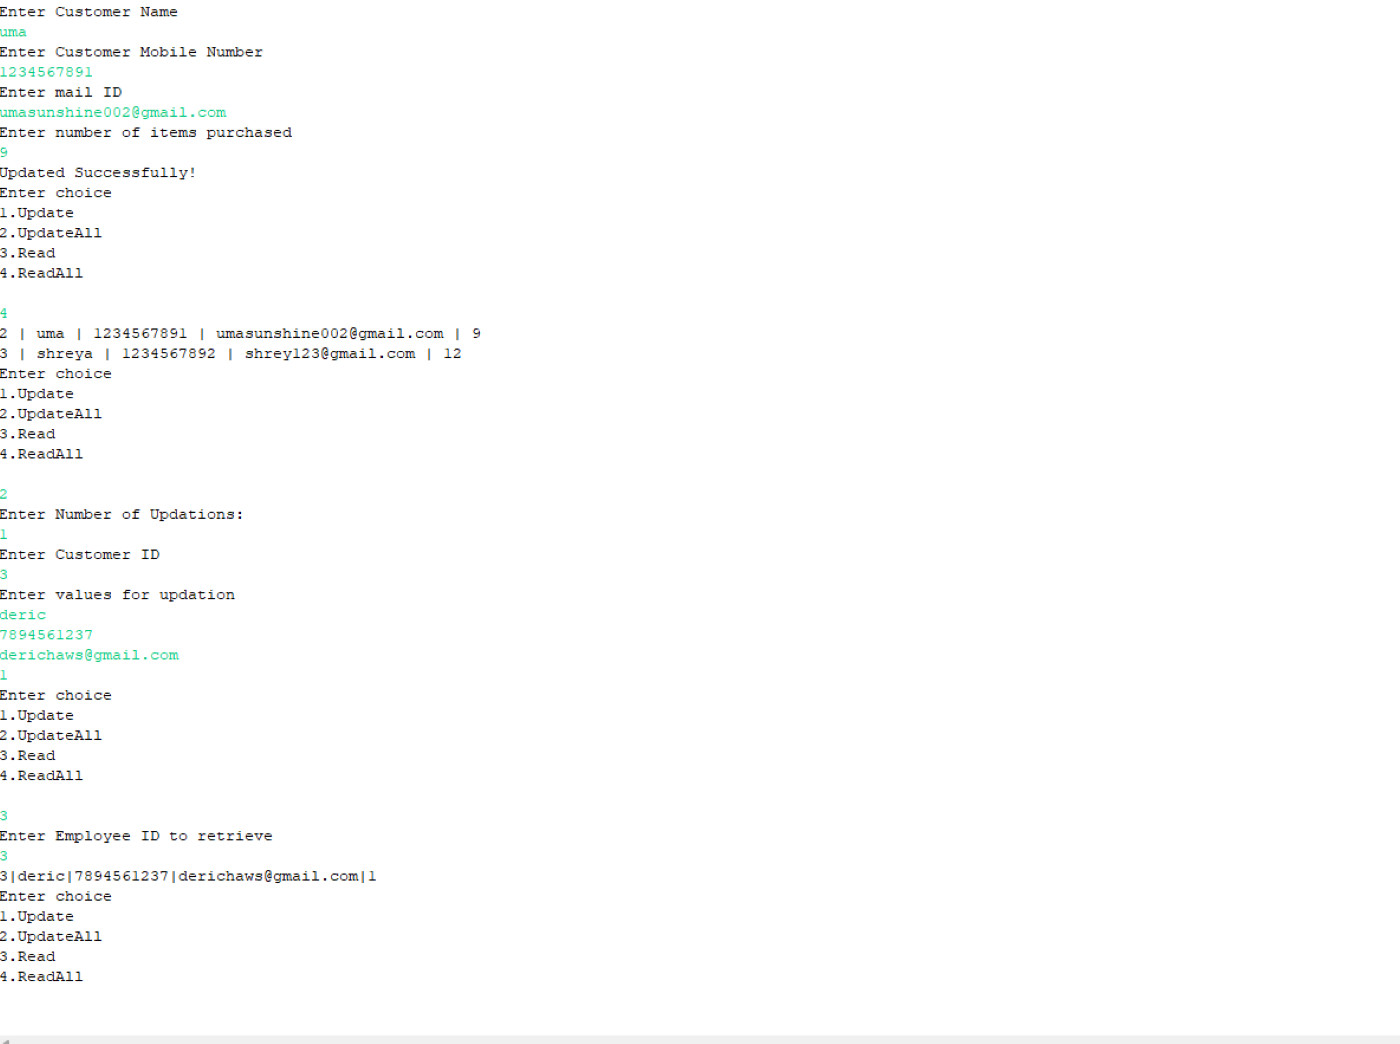 Enter Customer Name
uma
Enter Customer Mobile Number
1234567891
Enter mail ID
umasunshine002@gmail.com
Enter number of items purchased
9
Updated Successfully!
Enter choice
1.Update
2.UpdateAll
3.Read
4.ReadAll
4
2 | uma | 1234567891 | umasunshine002@gmail.com | 9
3 | shreya | 1234567892 | shrey123@gmail.com | 12
Enter choice
1.Update
2.UpdateAll
3.Read
4.ReadAll
2
Enter Number of Updations:
1
Enter Customer ID
3
Enter values for updation
deric
7894561237
derichaws@gmail.com
1
Enter choice
1.Update
2.UpdateAll
3.Read
4.ReadAll
3
Enter Employee ID to retrieve
3
3|deric|7894561237|derichaws@gmail.com|1
Enter choice
1.Update
2.UpdateAll
3.Read
4.ReadAll